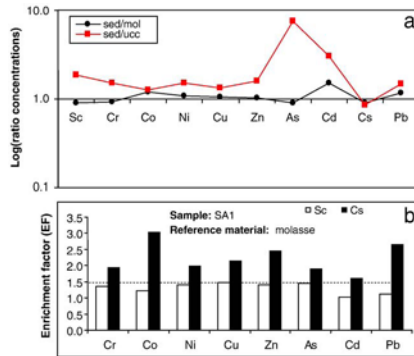 10.0
sed/mol
sed/ucc
a
Log(ratio concentrations)
1.0
Sc Cr Co Ni Cu Zn As Cd Cs Pb
0.1
b
3.5
Sample: SA1
Sc Cs
3.0
Reference material: molasse
Enrichment factor (EF)
2.5
2.0
1.5
1.0
0.5
0.0
Cr Co Ni Cu Zn As Cd Pb